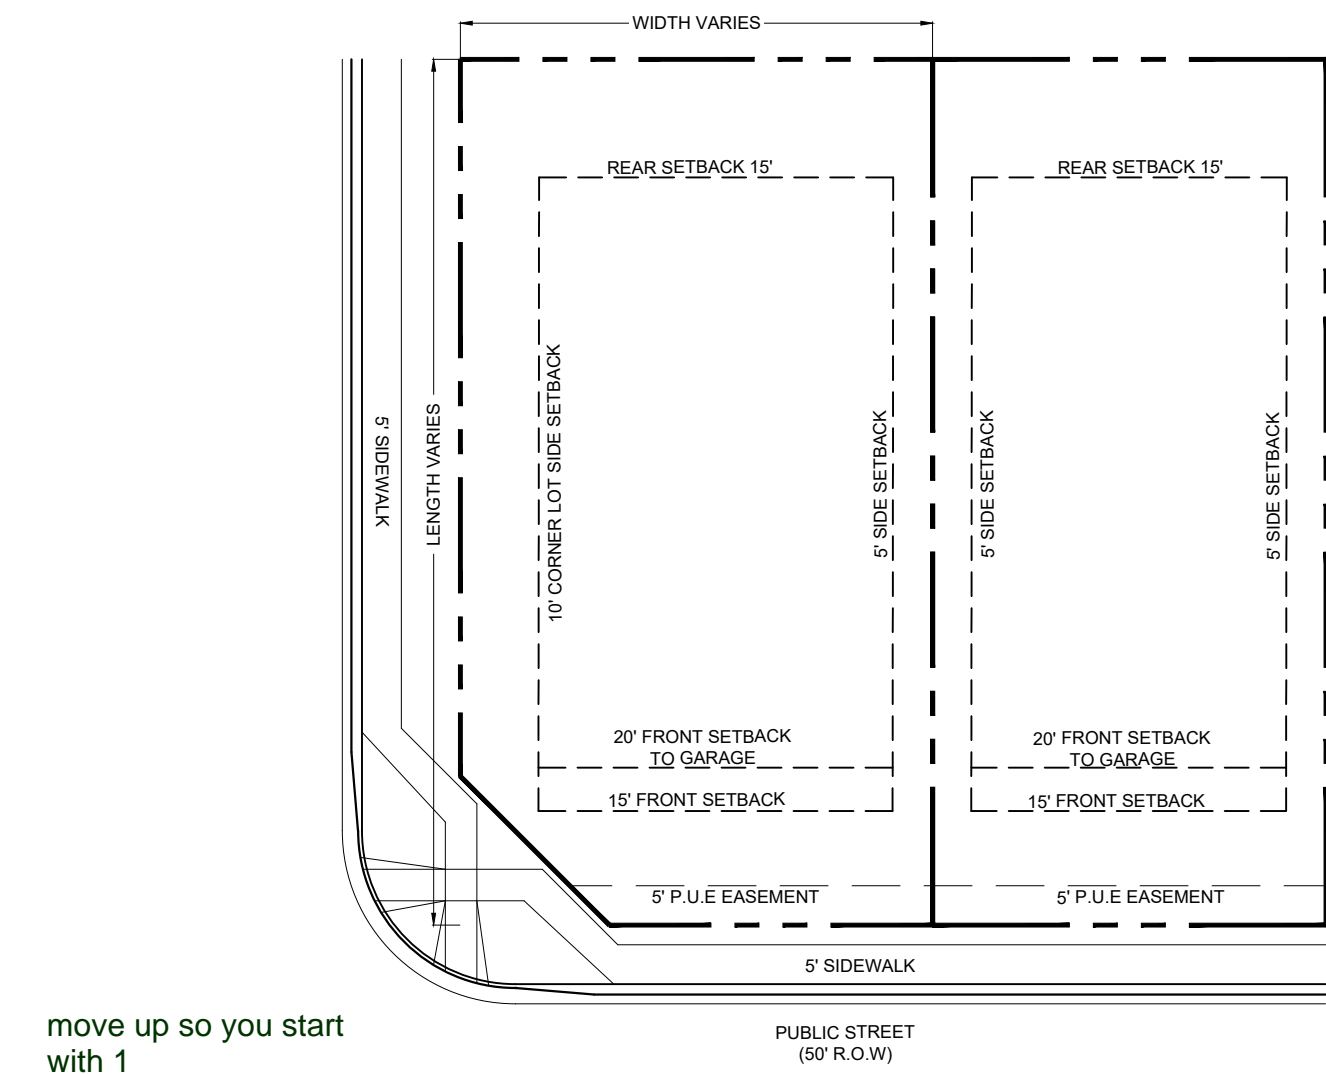 WIDTH VARIES
REAR SETBACK 15'
REAR SETBACK 15'
5' SIDEWALK
LENGTH VARIES
10' CORNER LOT SIDE SETBACK
5' SIDE SETBACK
5' SIDE SETBACK
5' SIDE SETBACK
20' FRONT SETBACK
TO GARAGE
20' FRONT SETBACK
TO GARAGE
15' FRONT SETBACK
15' FRONT SETBACK
5' P.U.E EASEMENT
5' P.U.E EASEMENT
5' SIDEWALK
PUBLIC STREET
(50' R.O.W)
move up so you start
with 1